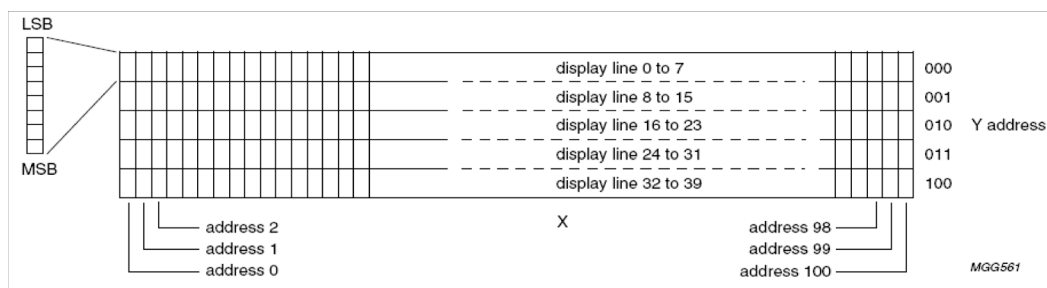 LSB
MSB
display line 0 to 7
000
display line 8 to 15
001
display line 16 to 23
010
Y address
display line 24 to 31
011
display line 32 to 39
100
address 2
address 1
address 0
X
address 98
address 99
address 100
MGG561